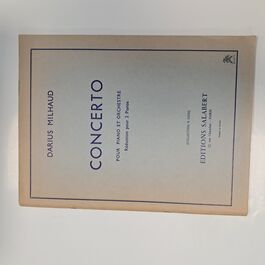 DARIUS MILHAUD
CONCERTO
POUR PIANO ET ORCHESTRE
Réduction pour 2 Pianos
EDITIONS SALABERT